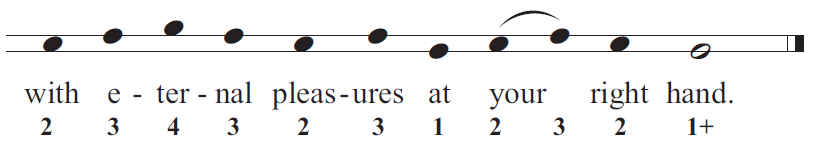 with e - ter - nal pleas - ures at your right hand.
2 3 4 3 2 3 1 2 3 2 1+